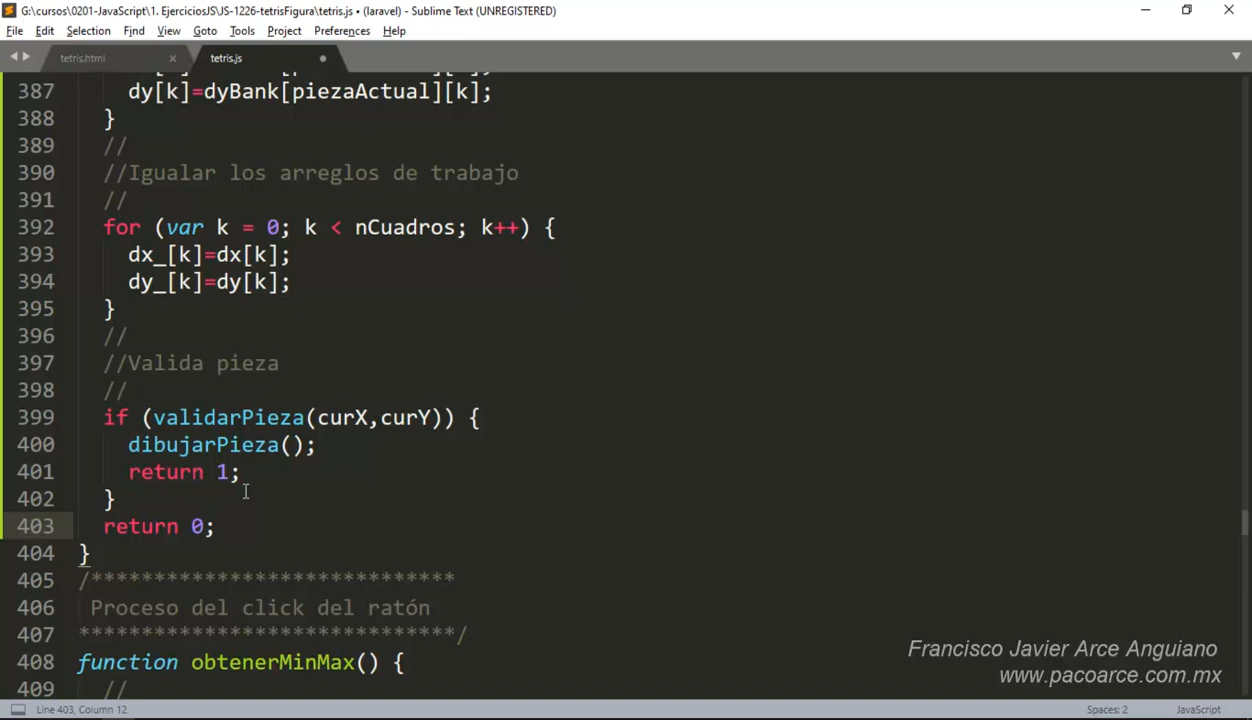 G:\cursos\0201-JavaScript\1. EjerciciosJS\JS-1226-tetrisFigura\tetris.js • (laravel) - Sublime Text (UNREGISTERED)
File Edit Selection Find View Goto Tools Project Preferences Help
tetris.html tetris.js
387 dy[k]=dyBank[piezaActual][k];
388 }
389 //
390 //Igualar los arreglos de trabajo
391 //
392 for (var k = 0; k < nCuadros; k++) {
393 dx_[k]=dx[k];
394 dy_[k]=dy[k];
395 }
396 //
397 //Valida pieza
398 //
399 if (validarPieza(curX,curY)) {
400 dibujarPieza();
401 return 1;
402 }
403 return 0;
404 }
405 /*****************************
406 Proceso del click del ratón
407 ******************************/
408 function obtenerMinMax() {
409 //
Francisco Javier Arce Anguiano
www.pacoarce.com.mx
Line 403, Column 12 Spaces: 2 JavaScript